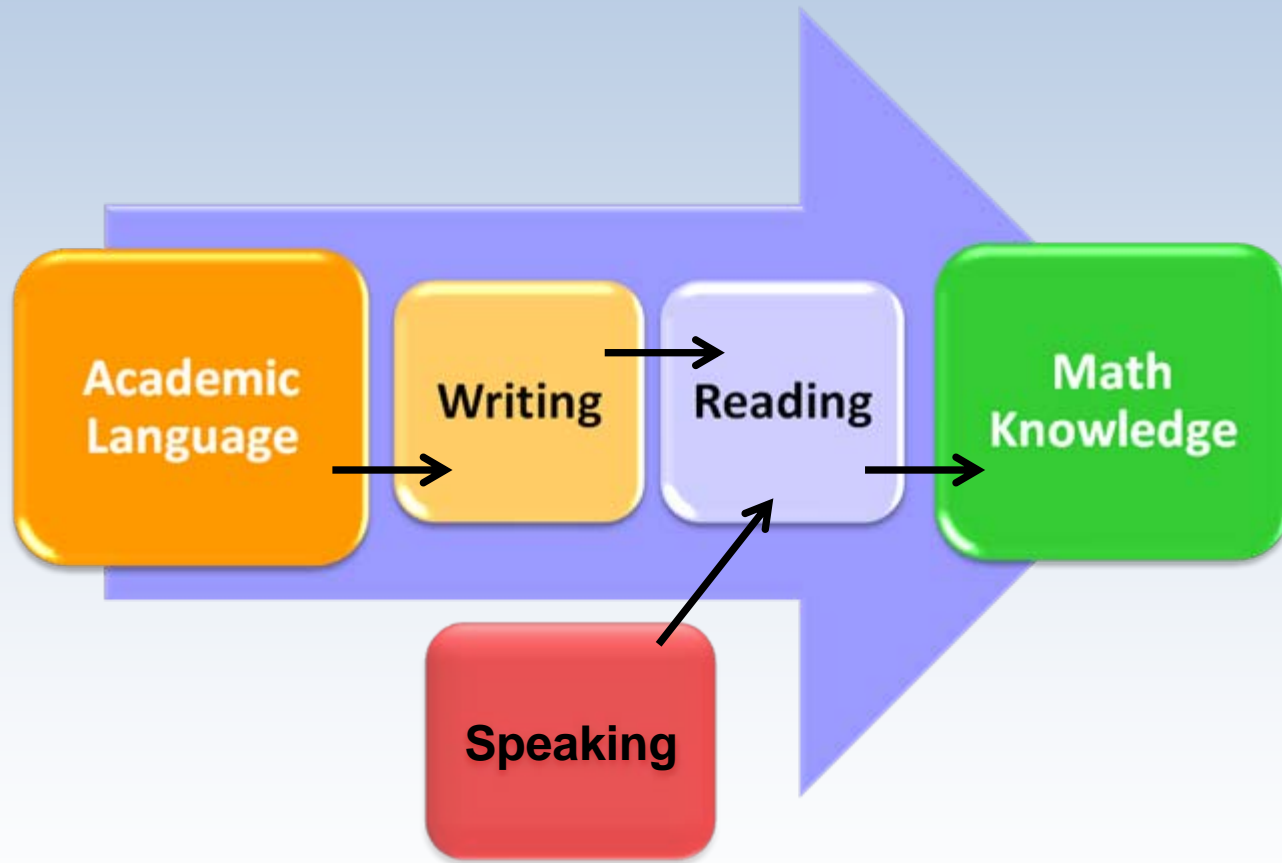 Academic
Language
Writing
Reading
Math
Knowledge
Speaking